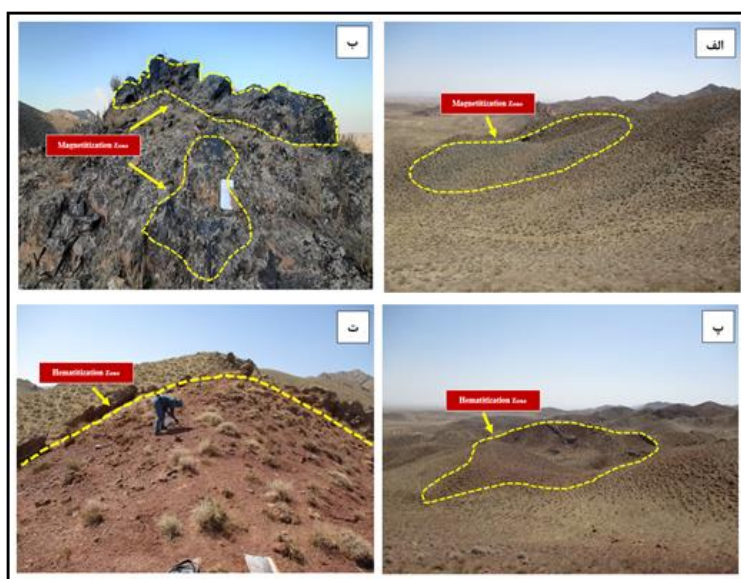 الف
Magnetitization Zone
ب
Magnetitization Zone
پ
Hematitization Zone
ت
Hematitization Zone